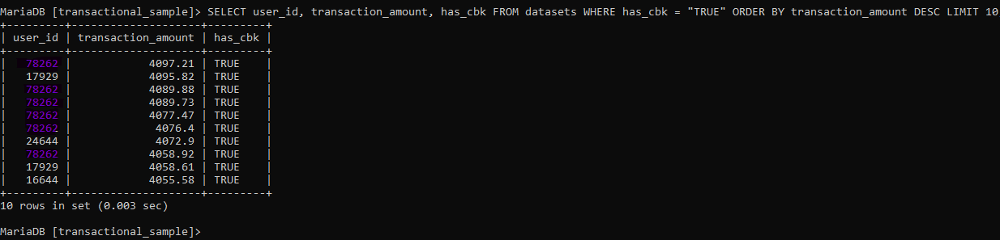 MariaDB [transactional_sample]> SELECT user_id, transaction_amount, has_cbk FROM datasets WHERE has_cbk = "TRUE" ORDER BY transaction_amount DESC LIMIT 10
+---------+--------------------+---------+
| user_id | transaction_amount | has_cbk |
+---------+--------------------+---------+
|   78262 |            4097.21 | TRUE    |
|   17929 |            4095.82 | TRUE    |
|   78262 |            4089.88 | TRUE    |
|   78262 |            4089.73 | TRUE    |
|   78262 |            4077.47 | TRUE    |
|   78262 |             4076.4 | TRUE    |
|   24644 |             4072.9 | TRUE    |
|   78262 |            4058.92 | TRUE    |
|   17929 |            4058.61 | TRUE    |
|   16644 |            4055.58 | TRUE    |
+---------+--------------------+---------+
10 rows in set (0.003 sec)
MariaDB [transactional_sample]>